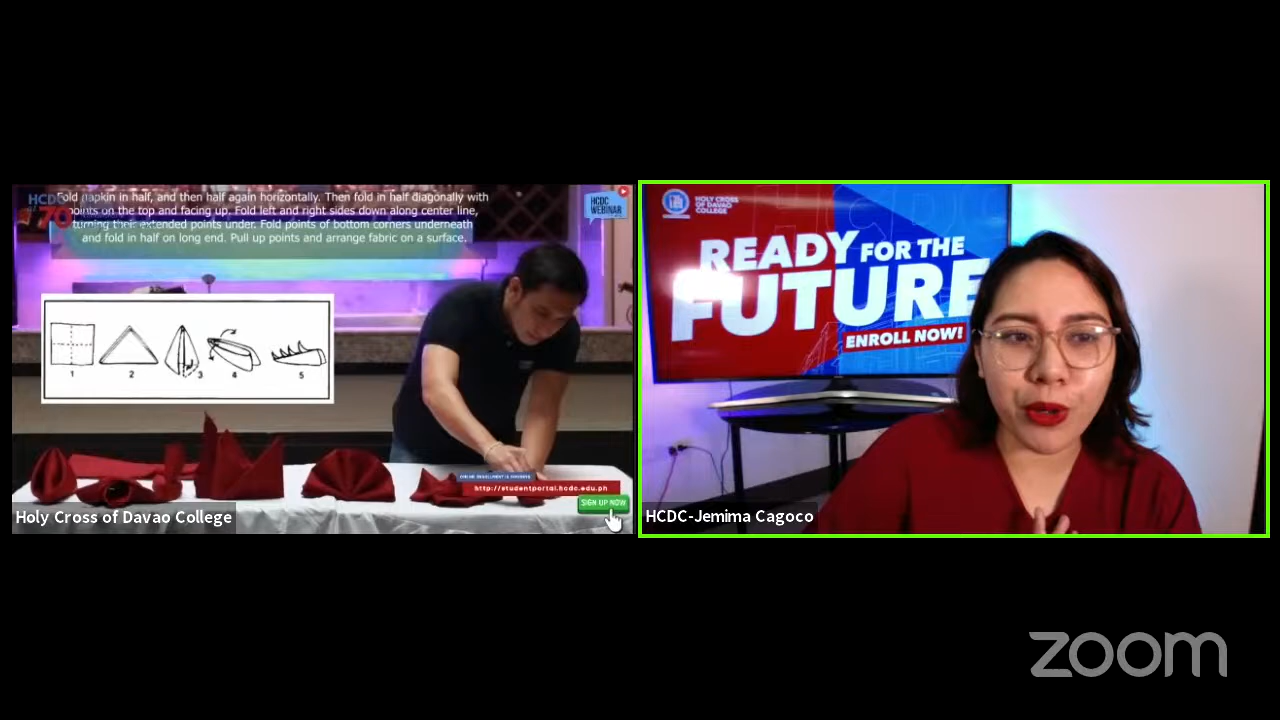 Fold napkin in half, and then half again horizontally. Then fold in half diagonally with
points on the top and facing up. Fold left and right sides down along center line,
turning their extended points under. Fold points of bottom corners underneath
and fold in half on long end. Pull up points and arrange fabric on a surface.
HCDC
70
HCDC
WEBINAR
1
2
3
4
5
http://studentportal.hcdc.edu.ph
SIGN UP NOW
Holy Cross of Davao College
HOLY CROSS
OF DAVAO
COLLEGE
READY FOR THE
FUTURE
ENROLL NOW!
HCDC-Jemima Cagoco
zoom